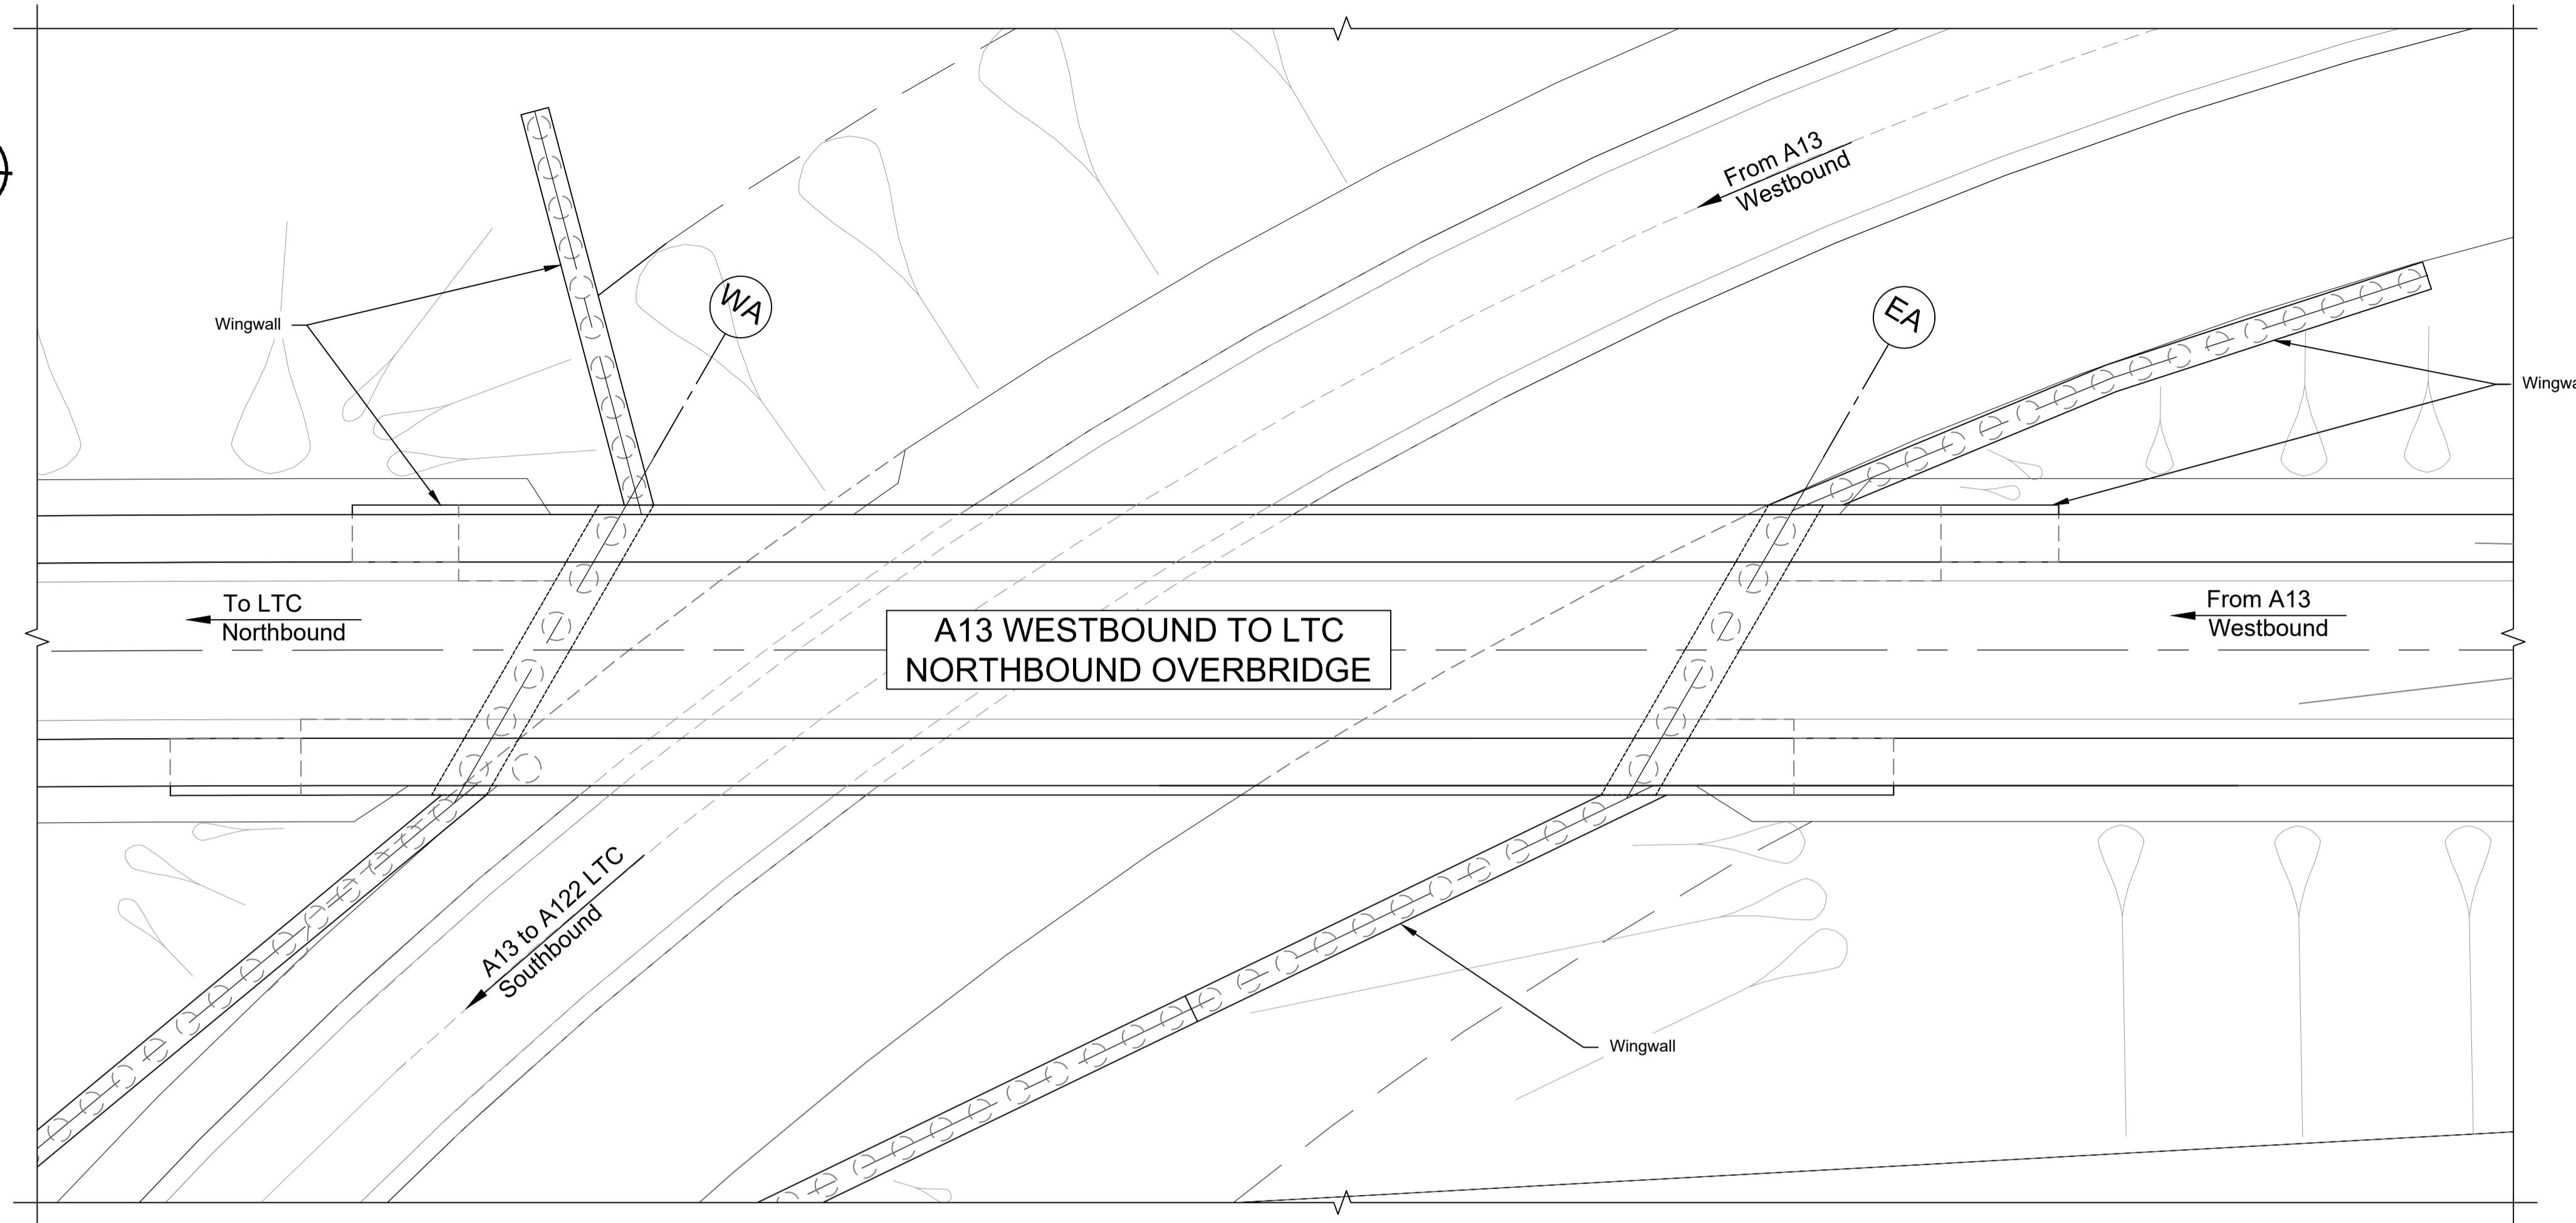 From A13
Westbound
WA
EA
Wingwall
Wingwa
To LTC
Northbound
A13 WESTBOUND TO LTC
NORTHBOUND OVERBRIDGE
From A13
Westbound
A13 to A122 LTC
Southbound
Wingwall